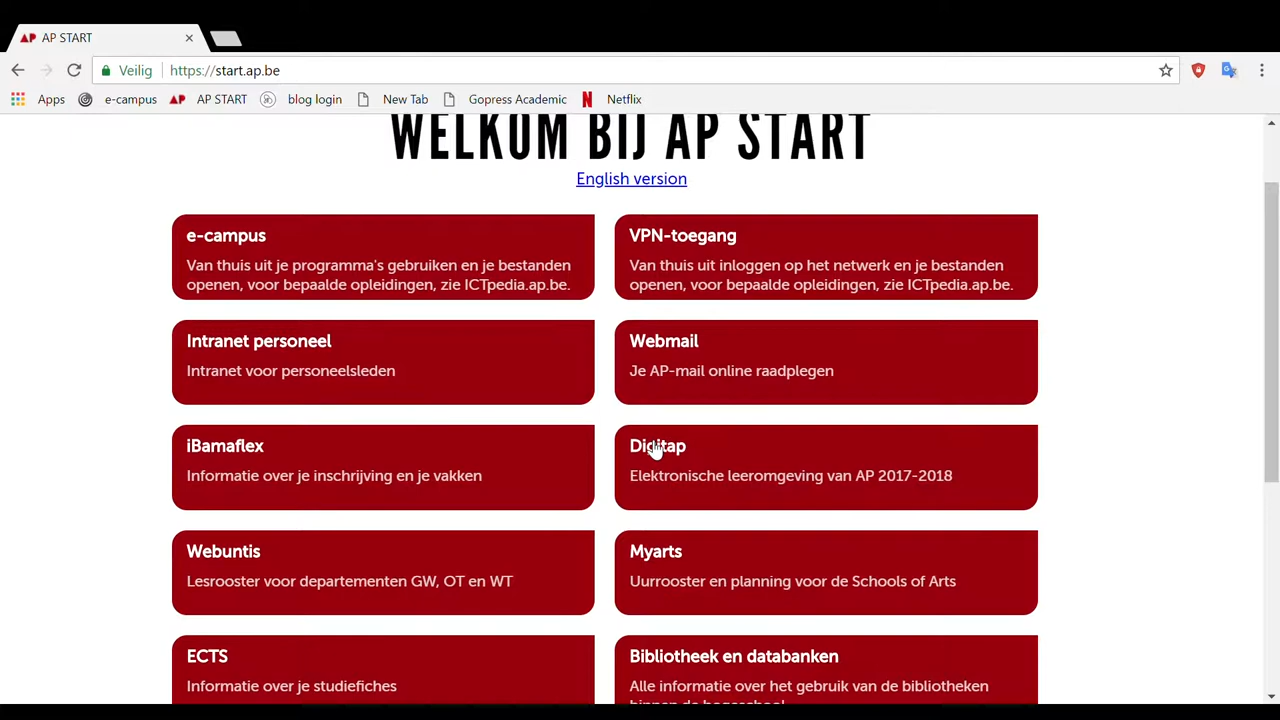 AP START
Veilig https://start.ap.be
Apps e-campus AP START blog login New Tab Gopress Academic Netflix
WELKOM BIJ AP START
English version
e-campus
Van thuis uit je programma's gebruiken en je bestanden
openen, voor bepaalde opleidingen, zie ICTpedia.ap.be.
VPN-toegang
Van thuis uit inloggen op het netwerk en je bestanden
openen, voor bepaalde opleidingen, zie ICTpedia.ap.be.
Intranet personeel
Intranet voor personeelsleden
Webmail
Je AP-mail online raadplegen
iBamaflex
Informatie over je inschrijving en je vakken
Digitap
Elektronische leeromgeving van AP 2017-2018
Webuntis
Lesrooster voor departementen GW, OT en WT
Myarts
Uurrooster en planning voor de Schools of Arts
ECTS
Informatie over je studiefiches
Bibliotheek en databanken
Alle informatie over het gebruik van de bibliotheken
binnen de hogeschool